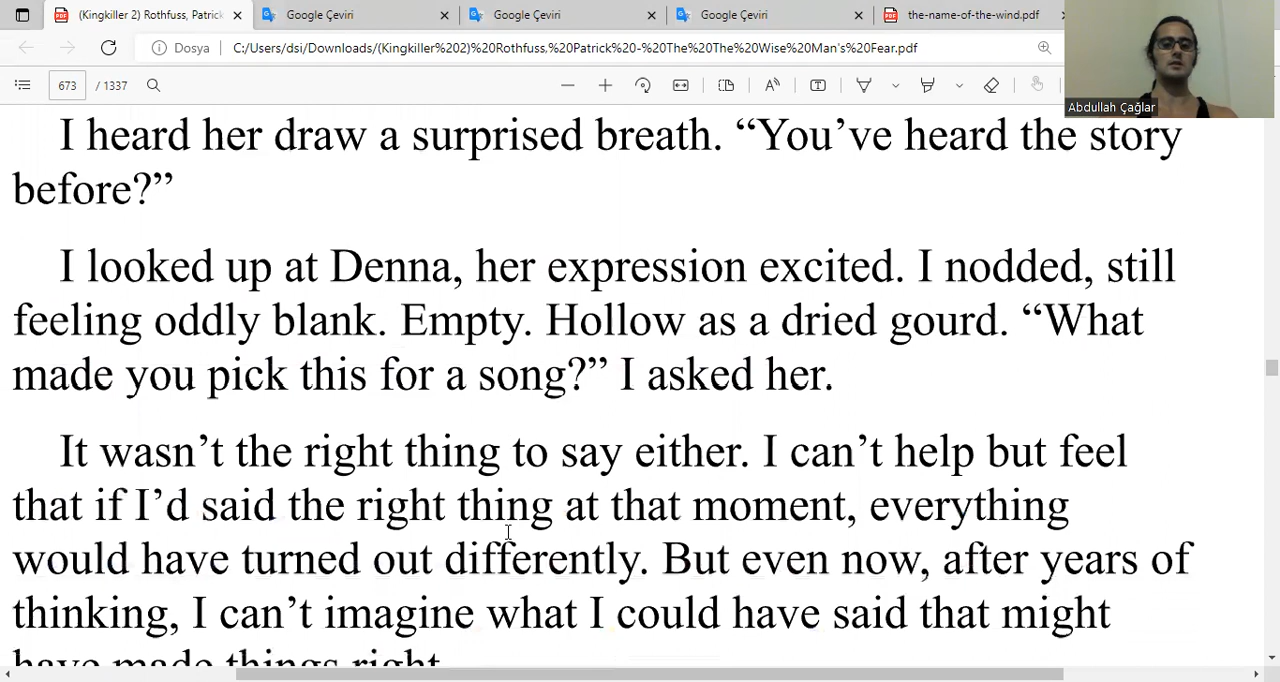 (Kingkiller 2) Rothfuss, Patrick
Google Çeviri
Google Çeviri
Google Çeviri
the-name-of-the-wind.pdf
Dosya
C:/Users/dsi/Downloads/(Kingkiller%202)%20Rothfuss,%20Patrick%20-%20The%20The%20Wise%20Man's%20Fear.pdf
673 / 1337
Abdullah Çağlar
I heard her draw a surprised breath. “You’ve heard the story
before?”
I looked up at Denna, her expression excited. I nodded, still
feeling oddly blank. Empty. Hollow as a dried gourd. “What
made you pick this for a song?” I asked her.
It wasn’t the right thing to say either. I can’t help but feel
that if I’d said the right thing at that moment, everything
would have turned out differently. But even now, after years of
thinking, I can’t imagine what I could have said that might
have made things right.